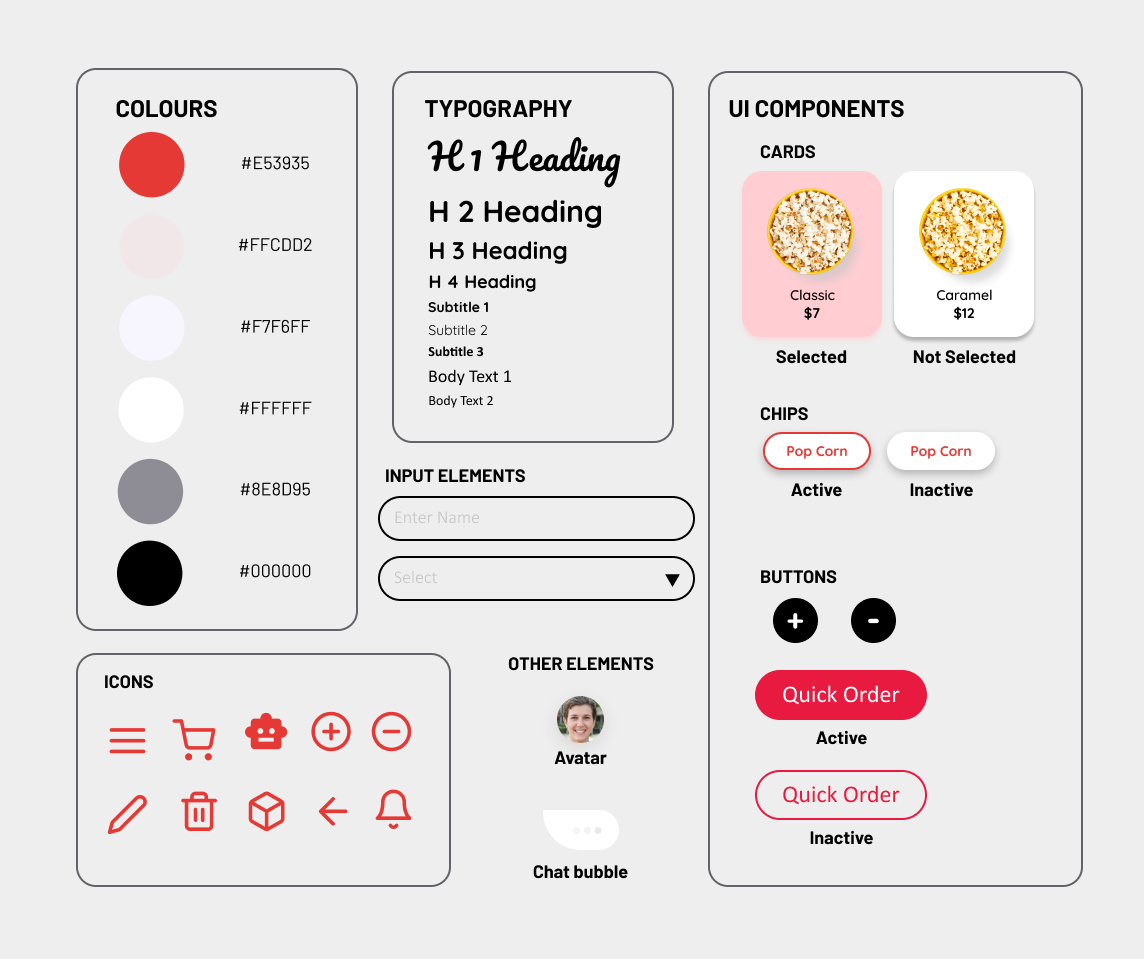 COLOURS
#E53935
#FFCDD2
#F7F6FF
#FFFFFF
#8E8D95
#000000
TYPOGRAPHY
H 1 Heading
H 2 Heading
H 3 Heading
H 4 Heading
Subtitle 1
Subtitle 2
Subtitle 3
Body Text 1
Body Text 2
INPUT ELEMENTS
Enter Name
Select
UI COMPONENTS
CARDS
Classic
$7
Selected
Caramel
$12
Not Selected
CHIPS
Pop Corn
Active
Pop Corn
Inactive
BUTTONS
+
-
Quick Order
Active
Quick Order
Inactive
ICONS
OTHER ELEMENTS
Avatar
Chat bubble